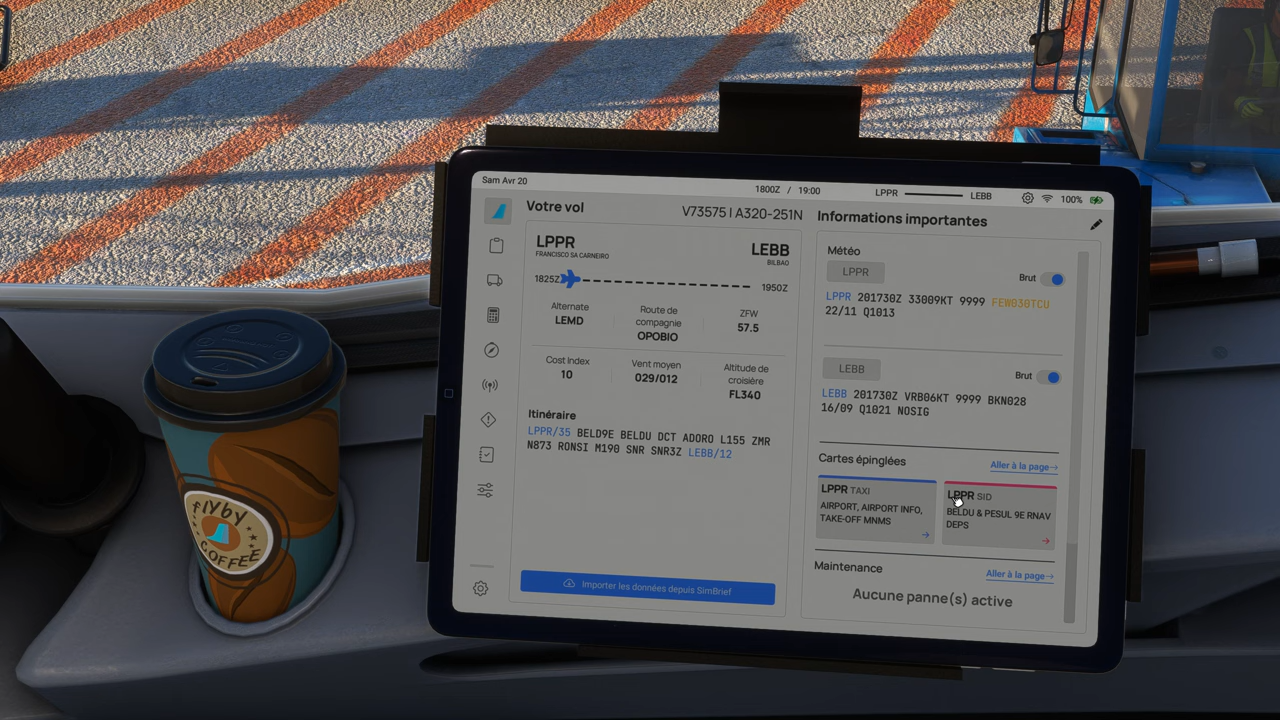 Sam Avr 20
1800Z / 19:00
LPPR LEBB
100%
Votre vol
V73575 | A320-251N
LPPR
FRANCISCO SA CARNEIRO
LEBB
BILBAO
1825Z
1950Z
Alternate
LEMD
Route de
compagnie
OPOBIO
ZFW
57.5
Cost Index
10
Vent moyen
029/012
Altitude de
croisière
FL340
Itinéraire
LPPR/35 BELD9E BELDU DCT ADORO L155 ZMR
N873 RONSI M190 SNR SNR3Z LEBB/12
Importer les données depuis SimBrief
Informations importantes
Météo
LPPR
Brut
LPPR 201730Z 33009KT 9999 FEW030TCU
22/11 Q1013
LEBB
Brut
LEBB 201730Z VRB06KT 9999 BKN028
16/09 Q1021 NOSIG
Cartes épinglées
Aller à la page
LPPR TAXI
AIRPORT, AIRPORT INFO,
TAKE-OFF MNMS
LPPR SID
BELDU & PESUL 9E RNAV
DEPS
Maintenance
Aller à la page
Aucune panne(s) active
flyby
COFFEE